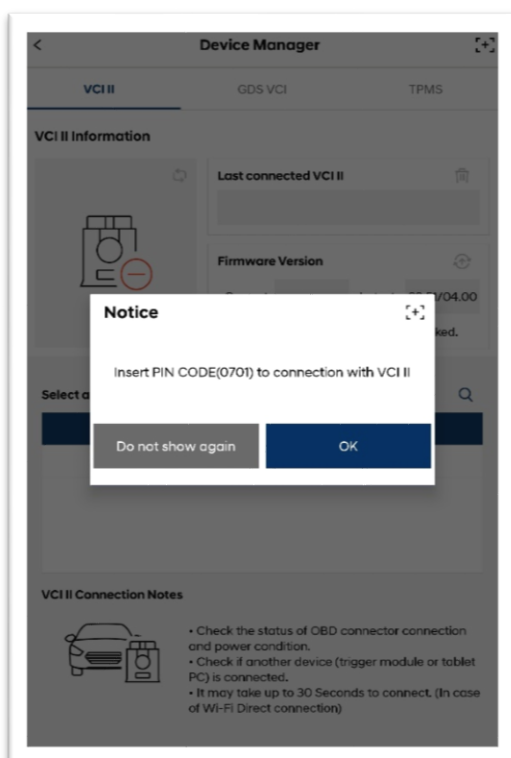 Device Manager
VCI II
GDS VCI
TPMS
VCI II Information
Last connected VCI II
Firmware Version
/04.00
Notice
ked.
Insert PIN CODE(0701) to connection with VCI II
Select a
Do not show again
OK
VCI II Connection Notes
• Check the status of OBD connector connection
and power condition.
• Check if another device (trigger module or tablet
PC) is connected.
• It may take up to 30 Seconds to connect. (In case
of Wi-Fi Direct connection)